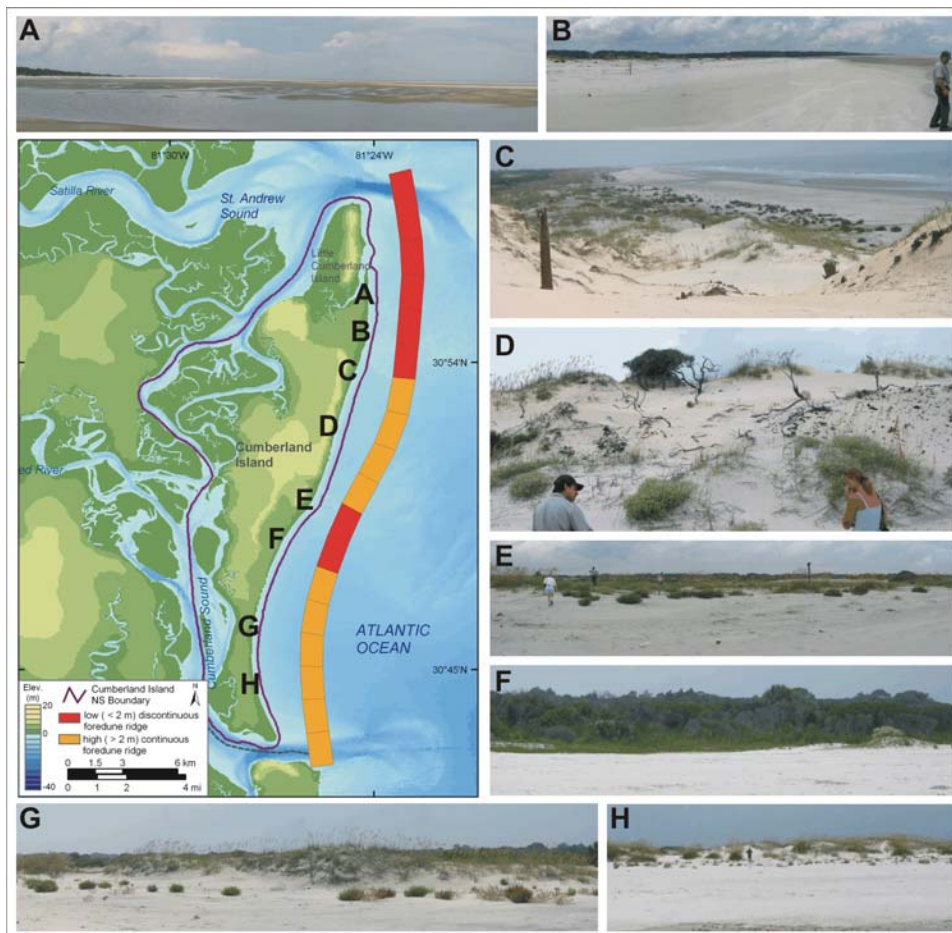 A
B
81°30'W
81°24'W
Satilla River
St. Andrew
Sound
Little
Cumberland
Island
A
B
C
30°54'N
D
Cumberland
Island
ed River
E
F
Cumberland Sound
G
ATLANTIC
OCEAN
H
30°45'N
Elev.
(m)
20
0
-40
Cumberland Island
NS Boundary
N
low ( < 2 m) discontinuous
foredune ridge
high ( > 2 m) continuous
foredune ridge
0 1.5 3 6 km
0 1 2 4 mi
C
D
E
F
G
H